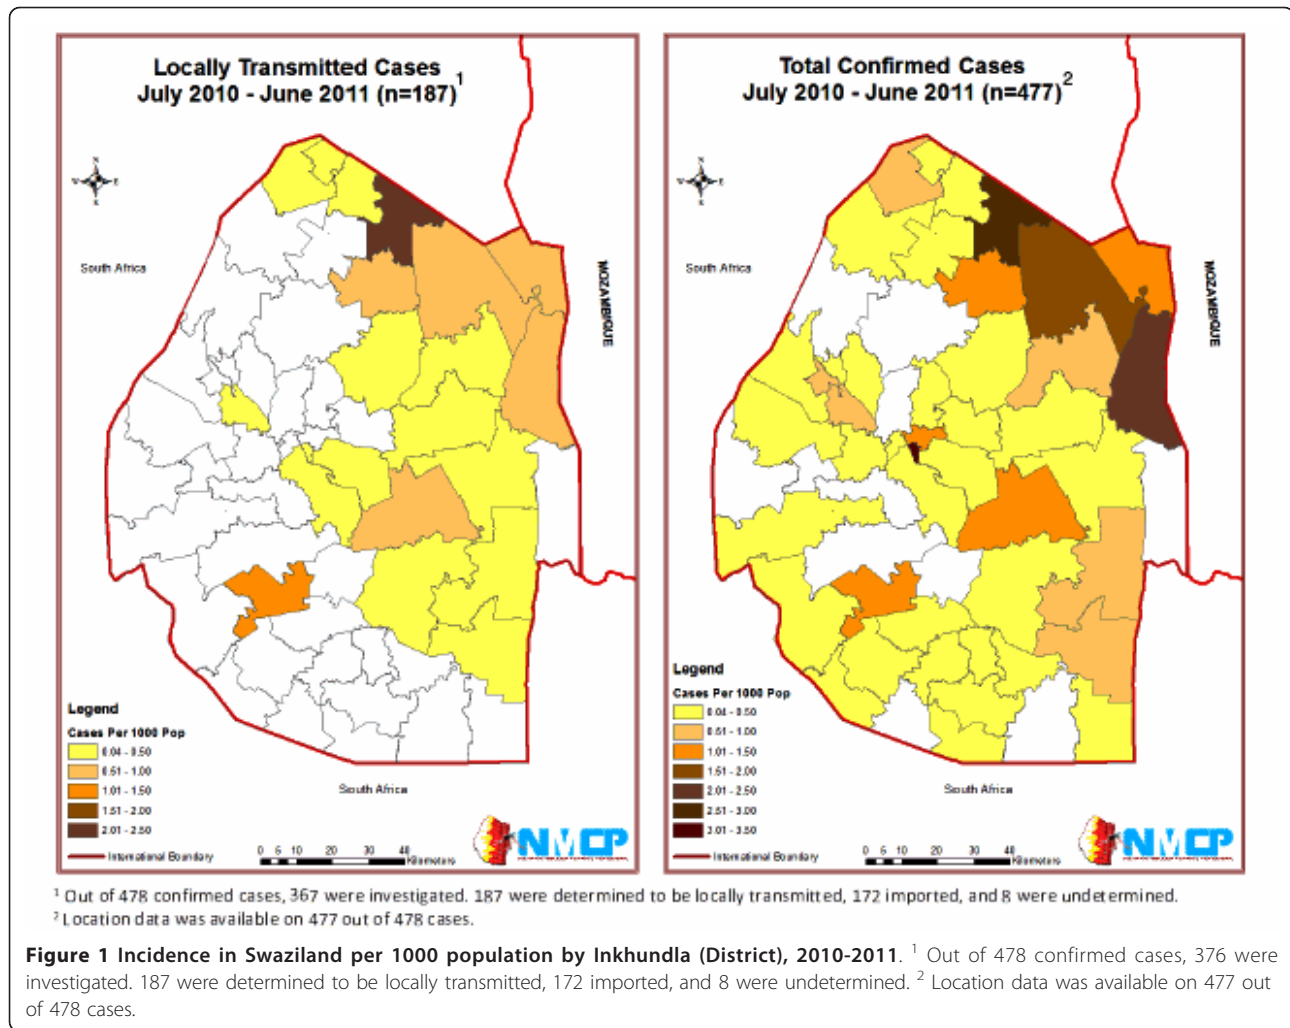 Locally Transmitted Cases
July 2010 - June 2011 (n=187)1
N
W E
S
South Africa
MOZAMBIQUE
Legend
Cases Per 1000 Pop
0.04 - 0.50
0.51 - 1.00
1.01 - 1.50
1.51 - 2.00
2.01 - 2.50
International Boundary
South Africa
0 5 10 20 30 40
Kilometers
NMCP
Total Confirmed Cases
July 2010 - June 2011 (n=477)2
N
W E
S
South Africa
MOZAMBIQUE
Legend
Cases Per 1000 Pop
0.04 - 0.50
0.51 - 1.00
1.01 - 1.50
1.51 - 2.00
2.01 - 2.50
2.51 - 3.00
3.01 - 3.50
International Boundary
South Africa
0 5 10 20 30 40
Kilometers
NMCP
1 Out of 478 confirmed cases, 367 were investigated. 187 were determined to be locally transmitted, 172 imported, and 8 were undetermined.
2 Location data was available on 477 out of 478 cases.
Figure 1 Incidence in Swaziland per 1000 population by Inkhundla (District), 2010-2011. 1 Out of 478 confirmed cases, 376 were
investigated. 187 were determined to be locally transmitted, 172 imported, and 8 were undetermined. 2 Location data was available on 477 out
of 478 cases.